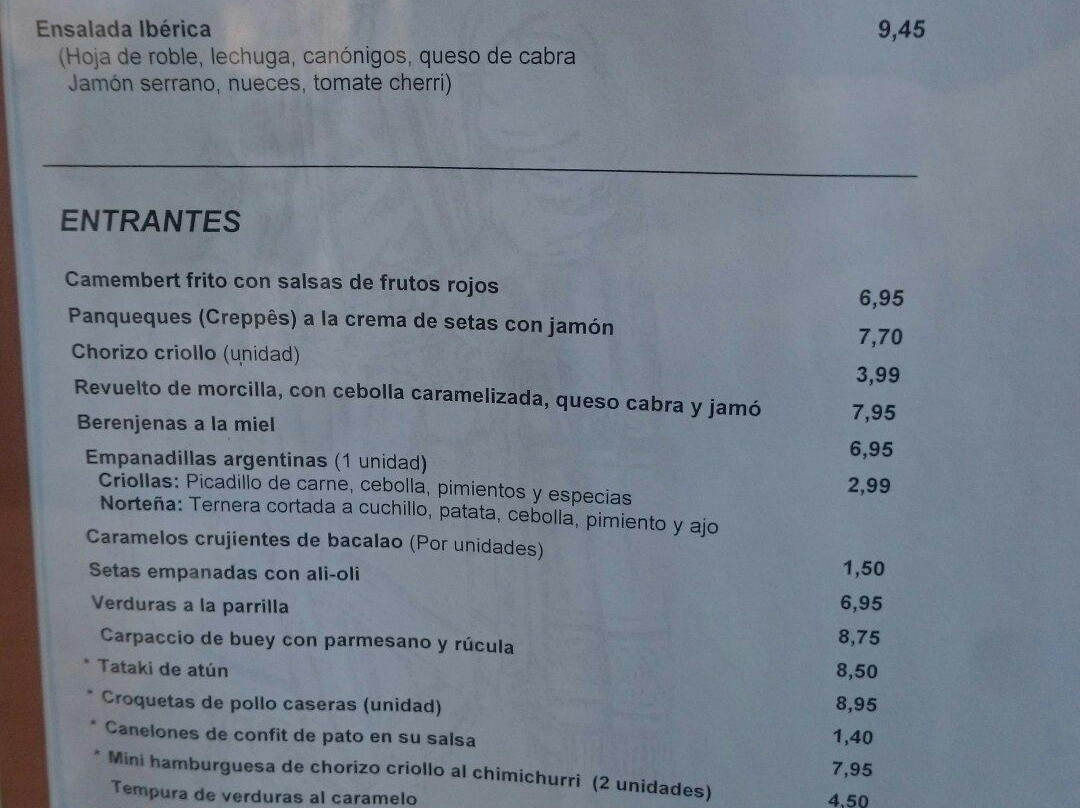 Ensalada Ibérica 9,45
(Hoja de roble, lechuga, canónigos, queso de cabra
Jamón serrano, nueces, tomate cherri)
ENTRANTES
Camembert frito con salsas de frutos rojos 6,95
Panqueques (Creppês) a la crema de setas con jamón 7,70
Chorizo criollo (unidad) 3,99
Revuelto de morcilla, con cebolla caramelizada, queso cabra y jamó 7,95
Berenjenas a la miel 6,95
Empanadillas argentinas (1 unidad) 2,99
Criollas: Picadillo de carne, cebolla, pimientos y especias
Norteña: Ternera cortada a cuchillo, patata, cebolla, pimiento y ajo
Caramelos crujientes de bacalao (Por unidades) 1,50
Setas empanadas con ali-oli 6,95
Verduras a la parrilla 8,75
Carpaccio de buey con parmesano y rúcula 8,50
* Tataki de atún 8,95
* Croquetas de pollo caseras (unidad) 1,40
* Canelones de confit de pato en su salsa 7,95
* Mini hamburguesa de chorizo criollo al chimichurri (2 unidades) 4,50
Tempura de verduras al caramelo